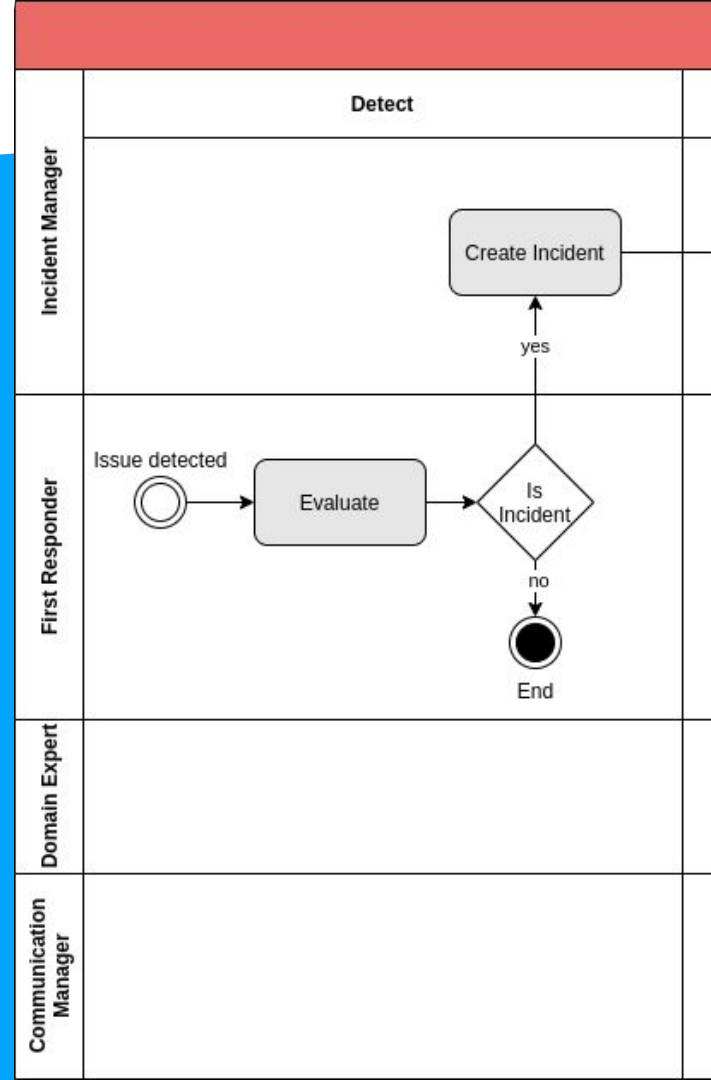 Detect
Incident Manager
Create Incident
yes
First Responder
Issue detected
Evaluate
Is
Incident
no
End
Domain Expert
Communication
Manager